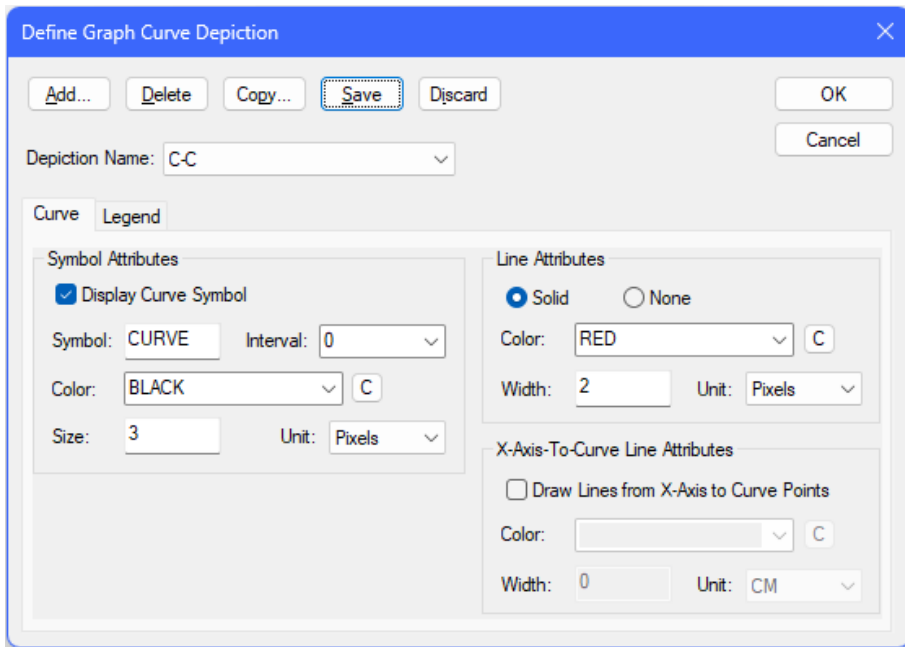 Define Graph Curve Depiction
Add... Delete Copy... Save Discard OK
Cancel
Depiction Name: C-C
Curve Legend
Symbol Attributes
Display Curve Symbol
Symbol: CURVE Interval: 0
Color: BLACK C
Size: 3 Unit: Pixels
Line Attributes
Solid None
Color: RED C
Width: 2 Unit: Pixels
X-Axis-To-Curve Line Attributes
Draw Lines from X-Axis to Curve Points
Color: C
Width: 0 Unit: CM